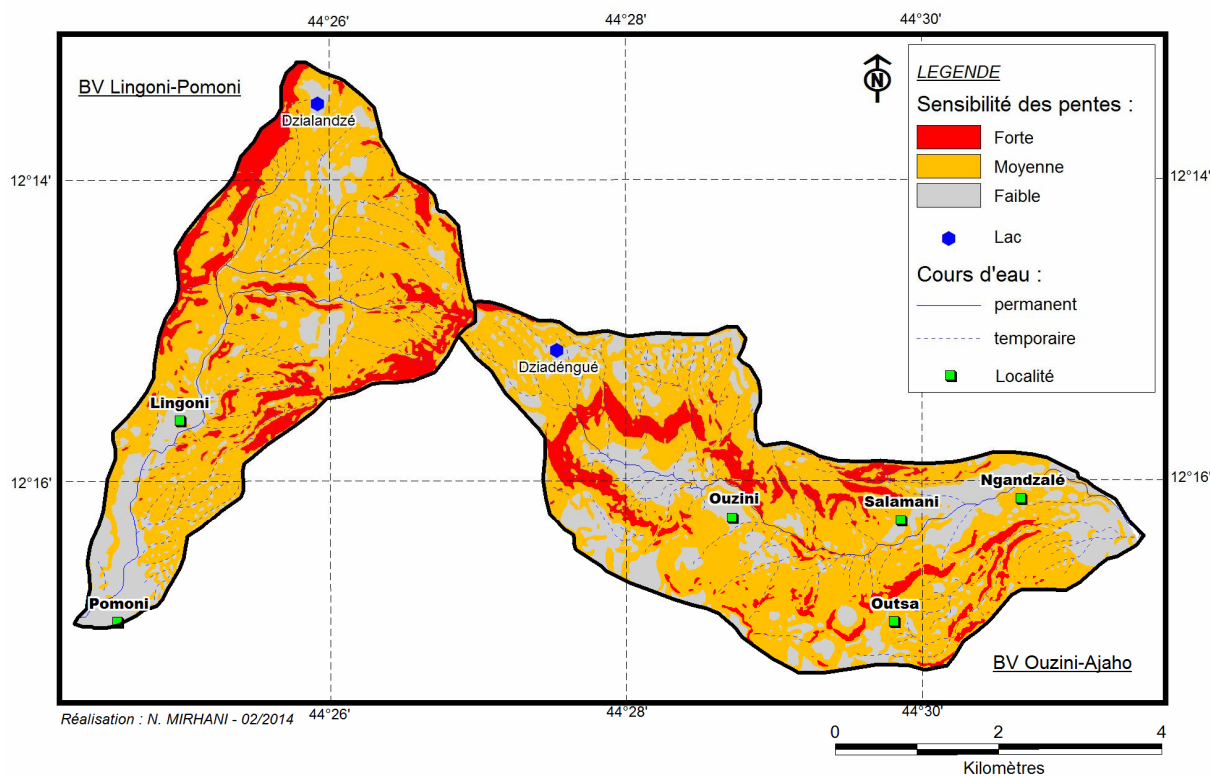 44°26' 44°28' 44°30'
BV Lingoni-Pomoni
Dzialandzé
N
LEGENDE
Sensibilité des pentes :
Forte
Moyenne
Faible
Lac
Cours d'eau :
permanent
temporaire
Localité
12°14' 12°14'
Dziadéngué
Lingoni
12°16' 12°16'
Ouzini
Salamani
Ngandzalé
Pomoni
Outsa
BV Ouzini-Ajaho
Réalisation : N. MIRHANI - 02/2014
44°26' 44°28' 44°30'
0 2 4
Kilomètres